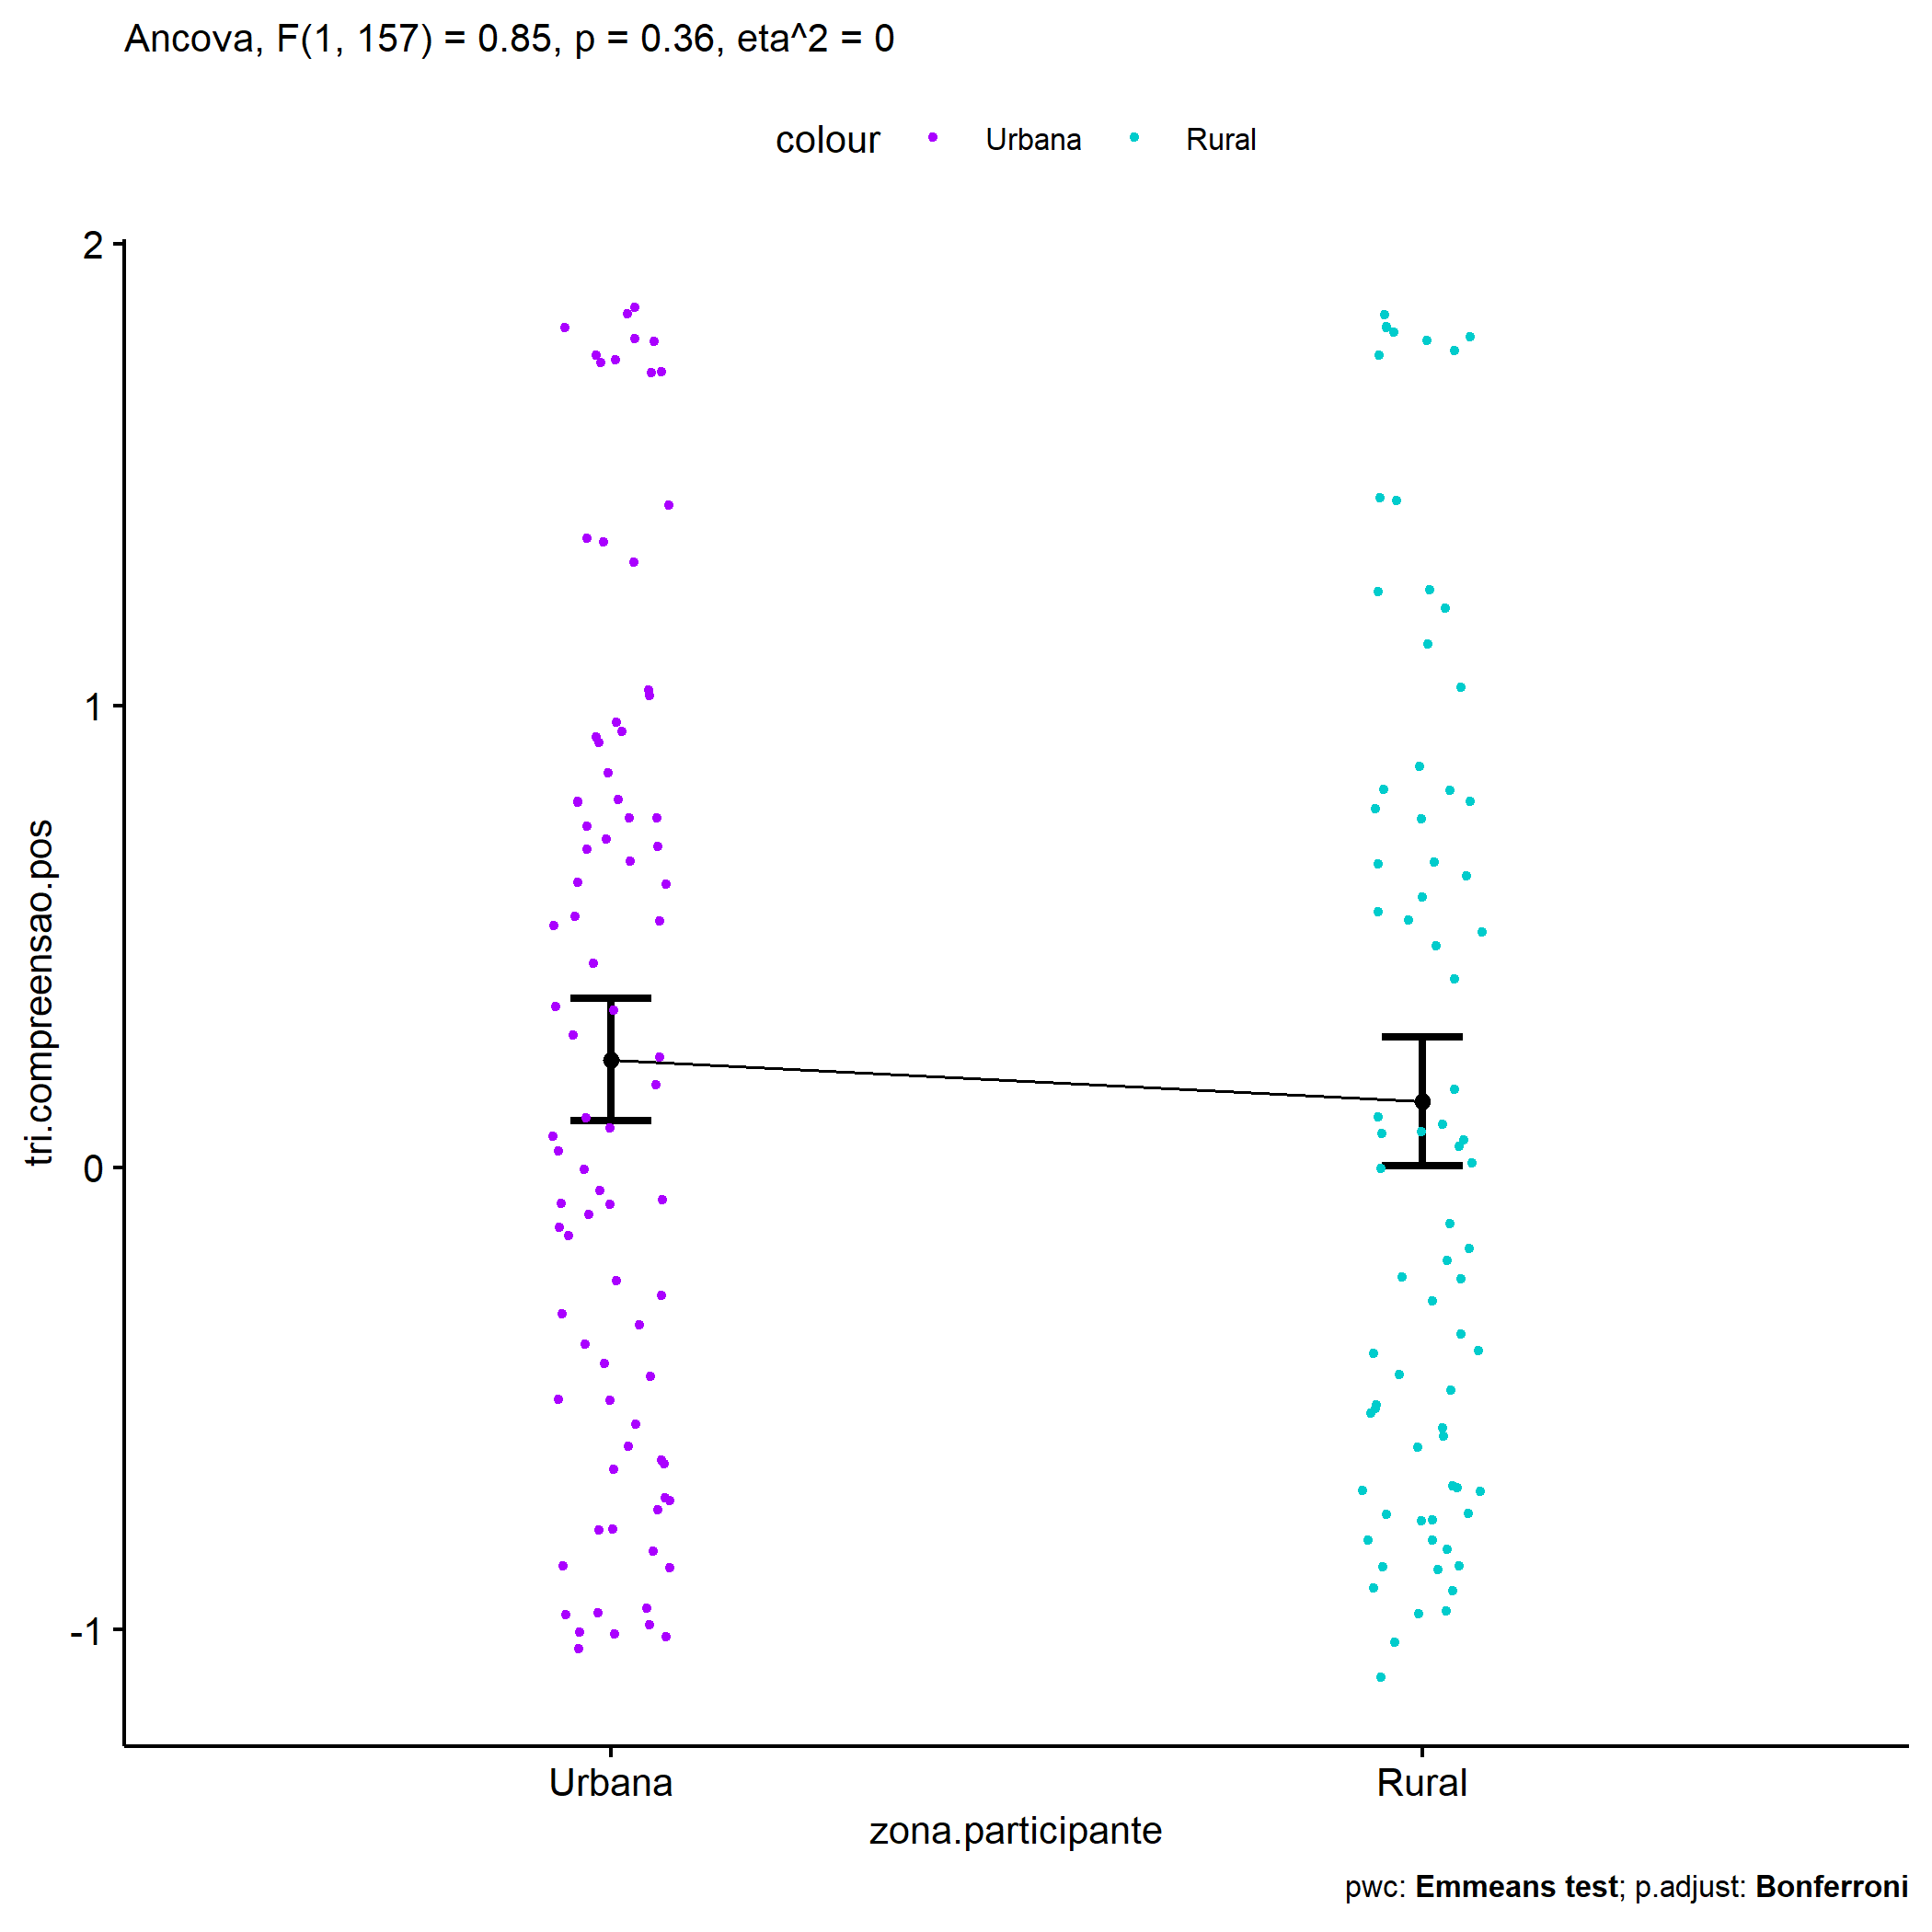 Ancova, F(1, 157) = 0.85, p = 0.36, eta^2 = 0
colour Urbana Rural
2
1
0
-1
tri.compreensao.pos
Urbana Rural
zona.participante
pwc: Emmeans test; p.adjust: Bonferroni